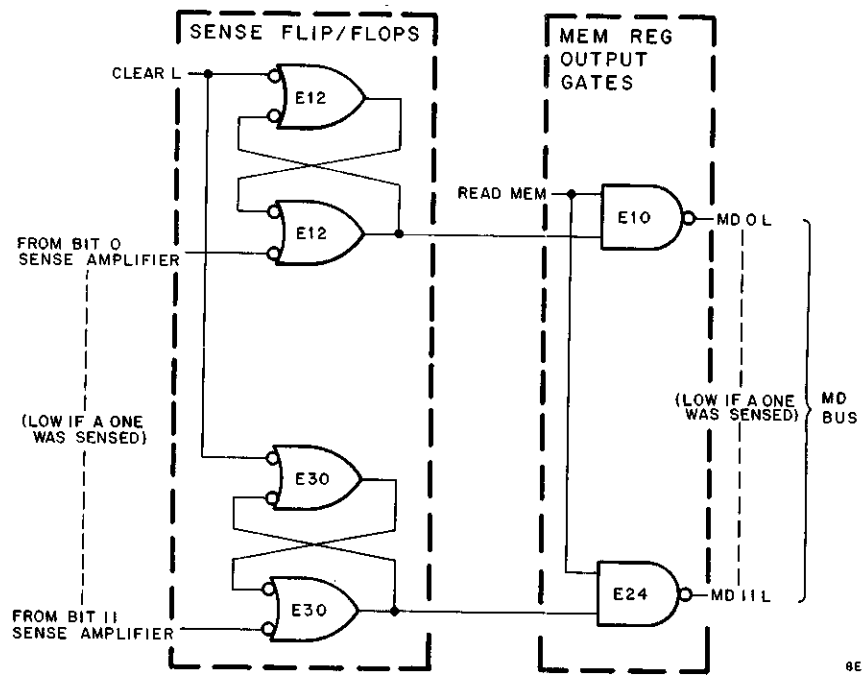 SENSE FLIP/FLOPS
MEM REG
OUTPUT
GATES
CLEAR L
E12
READ MEM
E10
MD 0 L
E12
FROM BIT 0
SENSE AMPLIFIER
(LOW IF A ONE
WAS SENSED)
(LOW IF A ONE
WAS SENSED)
MD
BUS
E30
E24
MD 11 L
E30
FROM BIT 11
SENSE AMPLIFIER
8E